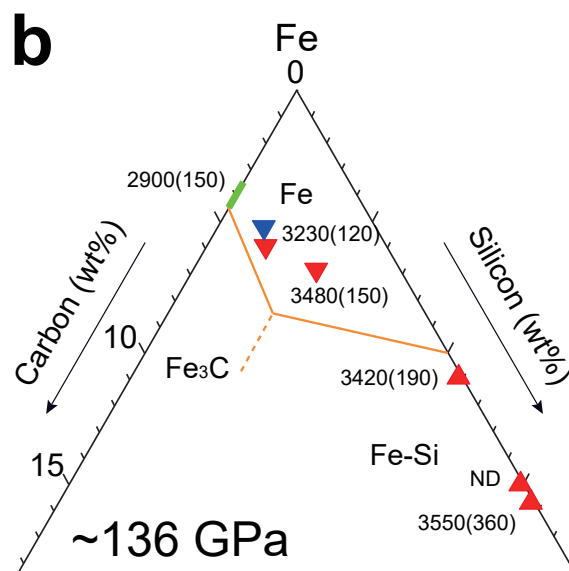 b
Fe
0
2900(150)
Fe
3230(120)
3480(150)
Carbon (wt%)
Silicon (wt%)
10
Fe₃C
3420(190)
15
Fe-Si
ND
3550(360)
~136 GPa